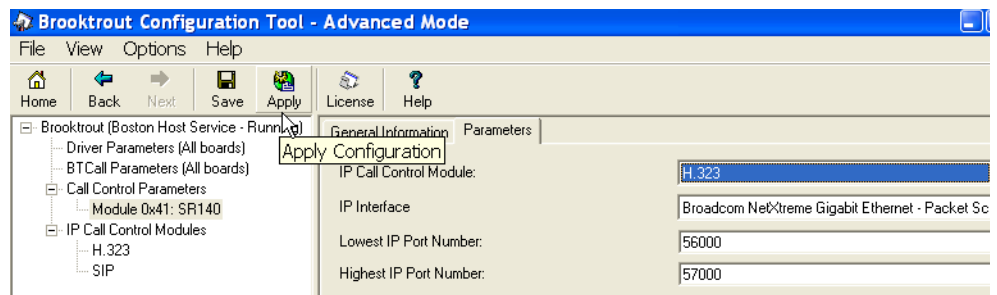 Brooktrout Configuration Tool - Advanced Mode
File View Options Help
Home Back Next Save Apply License Help
Brooktrout (Boston Host Service - Running)
Driver Parameters (All boards)
BTCall Parameters (All boards)
Call Control Parameters
Module 0x41: SR140
IP Call Control Modules
H.323
SIP
Apply Configuration
General Information Parameters
IP Call Control Module: H.323
IP Interface Broadcom NetXtreme Gigabit Ethernet - Packet Sc
Lowest IP Port Number: 56000
Highest IP Port Number: 57000